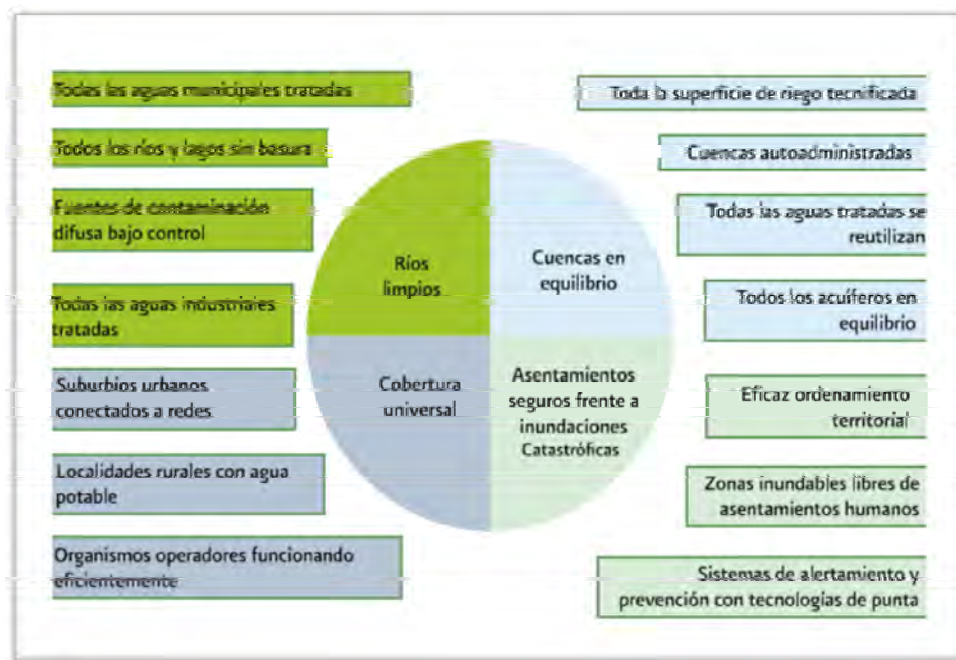 Todas las aguas municipales tratadas
Todos los ríos y lagos sin basura
Fuentes de contaminación
difusa bajo control
Todas las aguas industriales
tratadas
Suburbios urbanos
conectados a redes
Localidades rurales con agua
potable
Organismos operadores funcionando
eficientemente
Ríos
limpios
Cuencas en
equilibrio
Cobertura
universal
Asentamientos
seguros frente a
inundaciones
Catastróficas
Toda la superficie de riego tecnificada
Cuencas autoadministradas
Todas las aguas tratadas se
reutilizan
Todos los acuíferos en
equilibrio
Eficaz ordenamiento
territorial
Zonas inundables libres de
asentamientos humanos
Sistemas de alertamiento y
prevención con tecnologías de punta